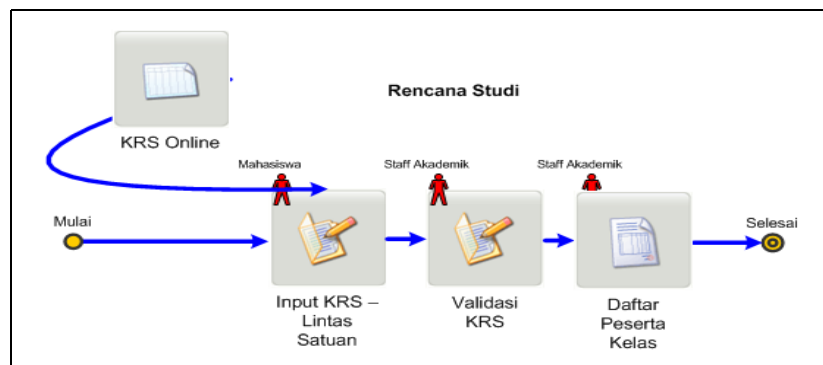 Rencana Studi
KRS Online
Mahasiswa
Staff Akademik
Staff Akademik
Mulai
Selesai
Input KRS –
Lintas
Satuan
Validasi
KRS
Daftar
Peserta
Kelas